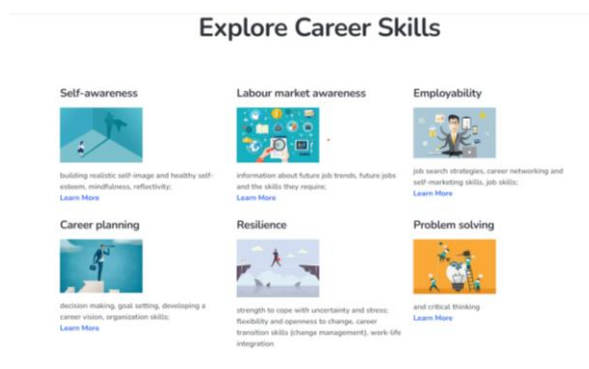 Explore Career Skills
Self-awareness
building realistic self-image and healthy self-
esteem, mindfulness, reflectivity;
Learn More
Labour market awareness
information about future job trends, future jobs
and the skills they require;
Learn More
Employability
job search strategies, career networking and
self-marketing skills, job skills;
Learn More
Career planning
decision making, goal setting, developing a
career vision, organization skills;
Learn More
Resilience
strength to cope with uncertainty and stress;
flexibility and openness to change, career
transition skills (change management), work-life
integration
Problem solving
and critical thinking
Learn More